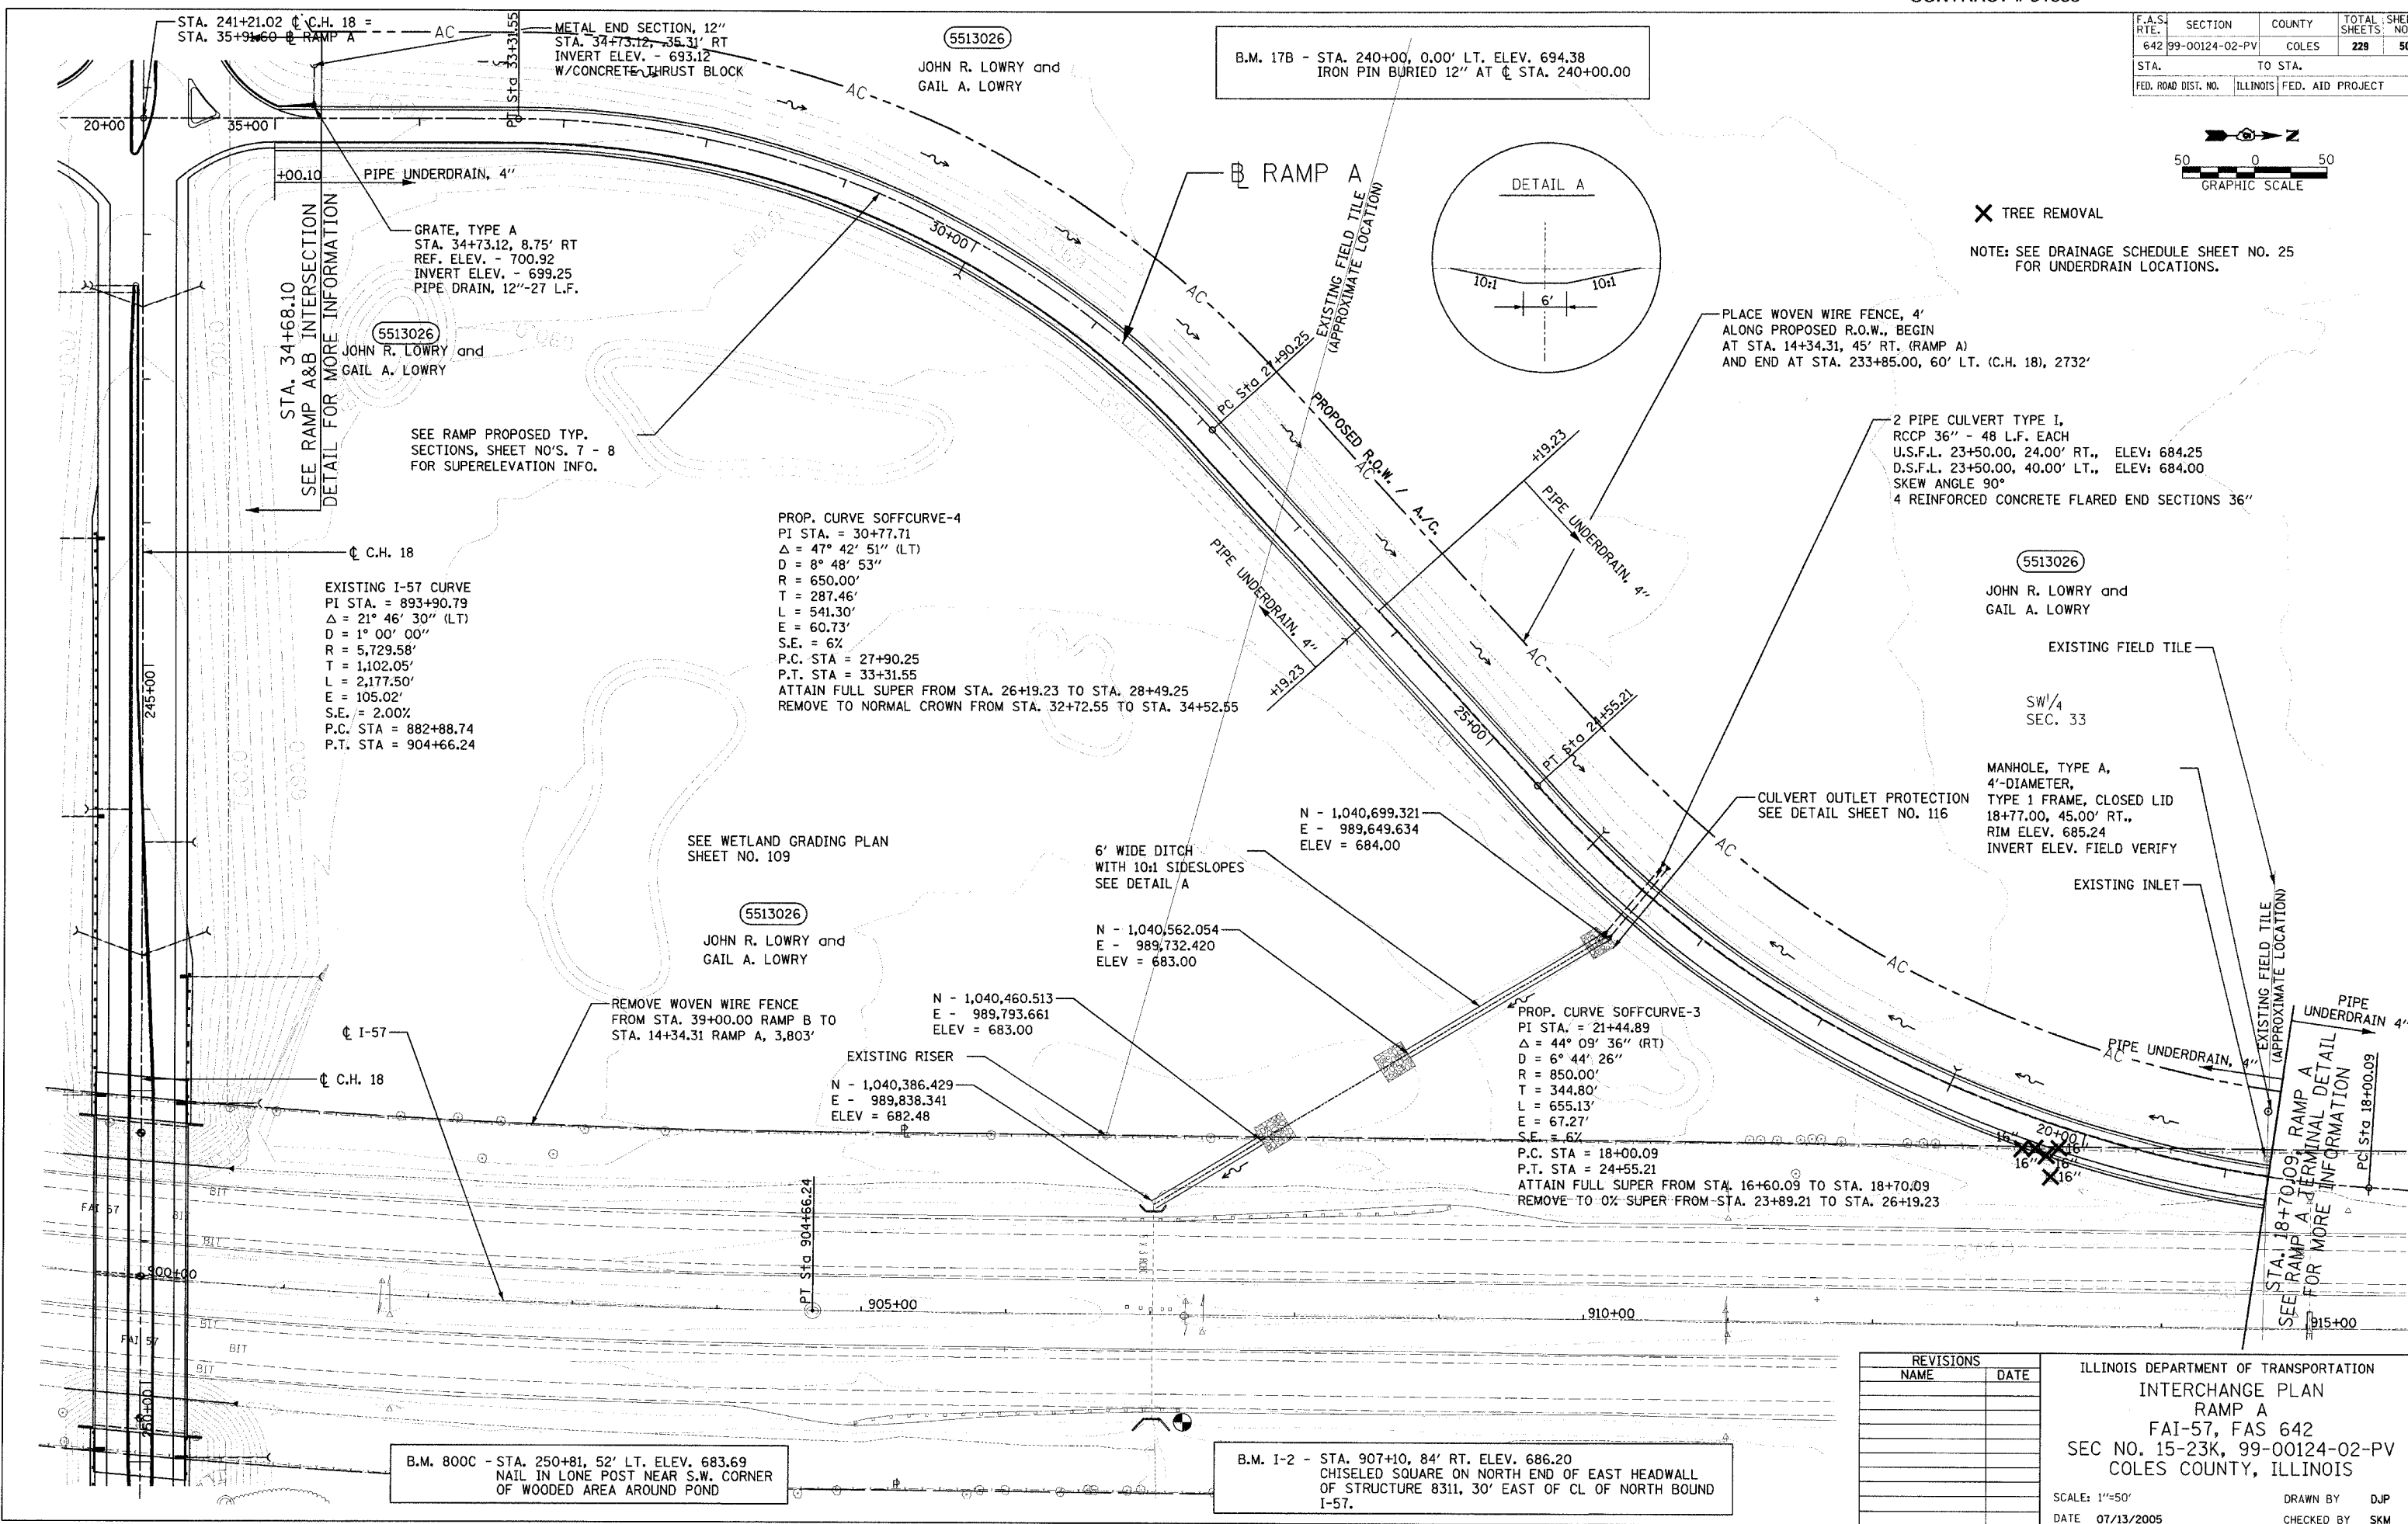 F.A.S. RTE. SECTION COUNTY TOTAL SHEETS
642 99-00124-02-PV COLES 229
STA. TO STA.
FED. ROAD DIST. NO. ILLINOIS FED. AID PROJECT
STA. 241+21.02 ℄ C.H. 18 =
STA. 35+91.60 RAMP A
METAL END SECTION, 12"
STA. 34+73.12, 35.31' RT
INVERT ELEV. - 693.12
W/CONCRETE THRUST BLOCK
PT Sta 33+31.55
5513026
JOHN R. LOWRY and
GAIL A. LOWRY
B.M. 17B - STA. 240+00, 0.00' LT. ELEV. 694.38
IRON PIN BURIED 12" AT ℄ STA. 240+00.00
N
50 0 50
GRAPHIC SCALE
X TREE REMOVAL
NOTE: SEE DRAINAGE SCHEDULE SHEET NO. 25
FOR UNDERDRAIN LOCATIONS.
20+00
35+00
+00.10
PIPE UNDERDRAIN, 4"
GRATE, TYPE A
STA. 34+73.12, 8.75' RT
REF. ELEV. - 700.92
INVERT ELEV. - 699.25
PIPE DRAIN, 12"-27 L.F.
STA. 34+68.10
SEE RAMP A&B INTERSECTION
DETAIL FOR MORE INFORMATION
5513026
JOHN R. LOWRY and
GAIL A. LOWRY
SEE RAMP PROPOSED TYP.
SECTIONS, SHEET NO'S. 7 - 8
FOR SUPERELEVATION INFO.
RAMP A
30+00
EXISTING FIELD TILE
(APPROXIMATE LOCATION)
DETAIL A
10:1
6'
10:1
PLACE WOVEN WIRE FENCE, 4'
ALONG PROPOSED R.O.W., BEGIN
AT STA. 14+34.31, 45' RT. (RAMP A)
AND END AT STA. 233+85.00, 60' LT. (C.H. 18), 2732'
PC Sta 27+90.25
PROPOSED R.O.W. / A./C.
+19.23
PIPE UNDERDRAIN, 4"
2 PIPE CULVERT TYPE I,
RCCP 36" - 48 L.F. EACH
U.S.F.L. 23+50.00, 24.00' RT., ELEV: 684.25
D.S.F.L. 23+50.00, 40.00' LT., ELEV: 684.00
SKEW ANGLE 90°
4 REINFORCED CONCRETE FLARED END SECTIONS 36"
℄ C.H. 18
EXISTING I-57 CURVE
PI STA. = 893+90.79
Δ = 21° 46' 30" (LT)
D = 1° 00' 00"
R = 5,729.58'
T = 1,102.05'
L = 2,177.50'
E = 105.02'
S.E. = 2.00%
P.C. STA = 882+88.74
P.T. STA = 904+66.24
245+00
PROP. CURVE SOFFCURVE-4
PI STA. = 30+77.71
Δ = 47° 42' 51" (LT)
D = 8° 48' 53"
R = 650.00'
T = 287.46'
L = 541.30'
E = 60.73'
S.E. = 6%
P.C. STA = 27+90.25
P.T. STA = 33+31.55
ATTAIN FULL SUPER FROM STA. 26+19.23 TO STA. 28+49.25
REMOVE TO NORMAL CROWN FROM STA. 32+72.55 TO STA. 34+52.55
PIPE UNDERDRAIN, 4"
+19.23
25+00
PT Sta 24+55.21
5513026
JOHN R. LOWRY and
GAIL A. LOWRY
EXISTING FIELD TILE
SW 1/4
SEC. 33
MANHOLE, TYPE A,
4'-DIAMETER,
TYPE 1 FRAME, CLOSED LID
18+77.00, 45.00' RT.,
RIM ELEV. 685.24
INVERT ELEV. FIELD VERIFY
EXISTING INLET
CULVERT OUTLET PROTECTION
SEE DETAIL SHEET NO. 116
SEE WETLAND GRADING PLAN
SHEET NO. 109
5513026
JOHN R. LOWRY and
GAIL A. LOWRY
6' WIDE DITCH
WITH 10:1 SIDESLOPES
SEE DETAIL A
N - 1,040,699.321
E - 989,649.634
ELEV = 684.00
N - 1,040,562.054
E - 989,732.420
ELEV = 683.00
N - 1,040,460.513
E - 989,793.661
ELEV = 683.00
EXISTING RISER
N - 1,040,386.429
E - 989,838.341
ELEV = 682.48
REMOVE WOVEN WIRE FENCE
FROM STA. 39+00.00 RAMP B TO
STA. 14+34.31 RAMP A, 3,803'
℄ I-57
℄ C.H. 18
PROP. CURVE SOFFCURVE-3
PI STA. = 21+44.89
Δ = 44° 09' 36" (RT)
D = 6° 44' 26"
R = 850.00'
T = 344.80'
L = 655.13'
E = 67.27'
S.E. = 6%
P.C. STA = 18+00.09
P.T. STA = 24+55.21
ATTAIN FULL SUPER FROM STA. 16+60.09 TO STA. 18+70.09
REMOVE TO 0% SUPER FROM STA. 23+89.21 TO STA. 26+19.23
EXISTING FIELD TILE
(APPROXIMATE LOCATION)
PIPE UNDERDRAIN, 4"
PIPE
UNDERDRAIN 4"
PC Sta 18+00.09
20+00
16" 16" 16" 16" 16"
STA. 18+70.09, RAMP A
SEE RAMP A TERMINAL DETAIL
FOR MORE INFORMATION
PT Sta 904+66.24
FAI 57
BIT
BIT
BIT
900+00
905+00
910+00
915+00
FAI 57
BIT
BIT
BIT
250+00
B.M. 800C - STA. 250+81, 52' LT. ELEV. 683.69
NAIL IN LONE POST NEAR S.W. CORNER
OF WOODED AREA AROUND POND
B.M. I-2 - STA. 907+10, 84' RT. ELEV. 686.20
CHISELED SQUARE ON NORTH END OF EAST HEADWALL
OF STRUCTURE 8311, 30' EAST OF CL OF NORTH BOUND
I-57.
REVISIONS
NAME DATE
ILLINOIS DEPARTMENT OF TRANSPORTATION
INTERCHANGE PLAN
RAMP A
FAI-57, FAS 642
SEC NO. 15-23K, 99-00124-02-PV
COLES COUNTY, ILLINOIS
SCALE: 1"=50' DRAWN BY DJP
DATE 07/13/2005 CHECKED BY SKM